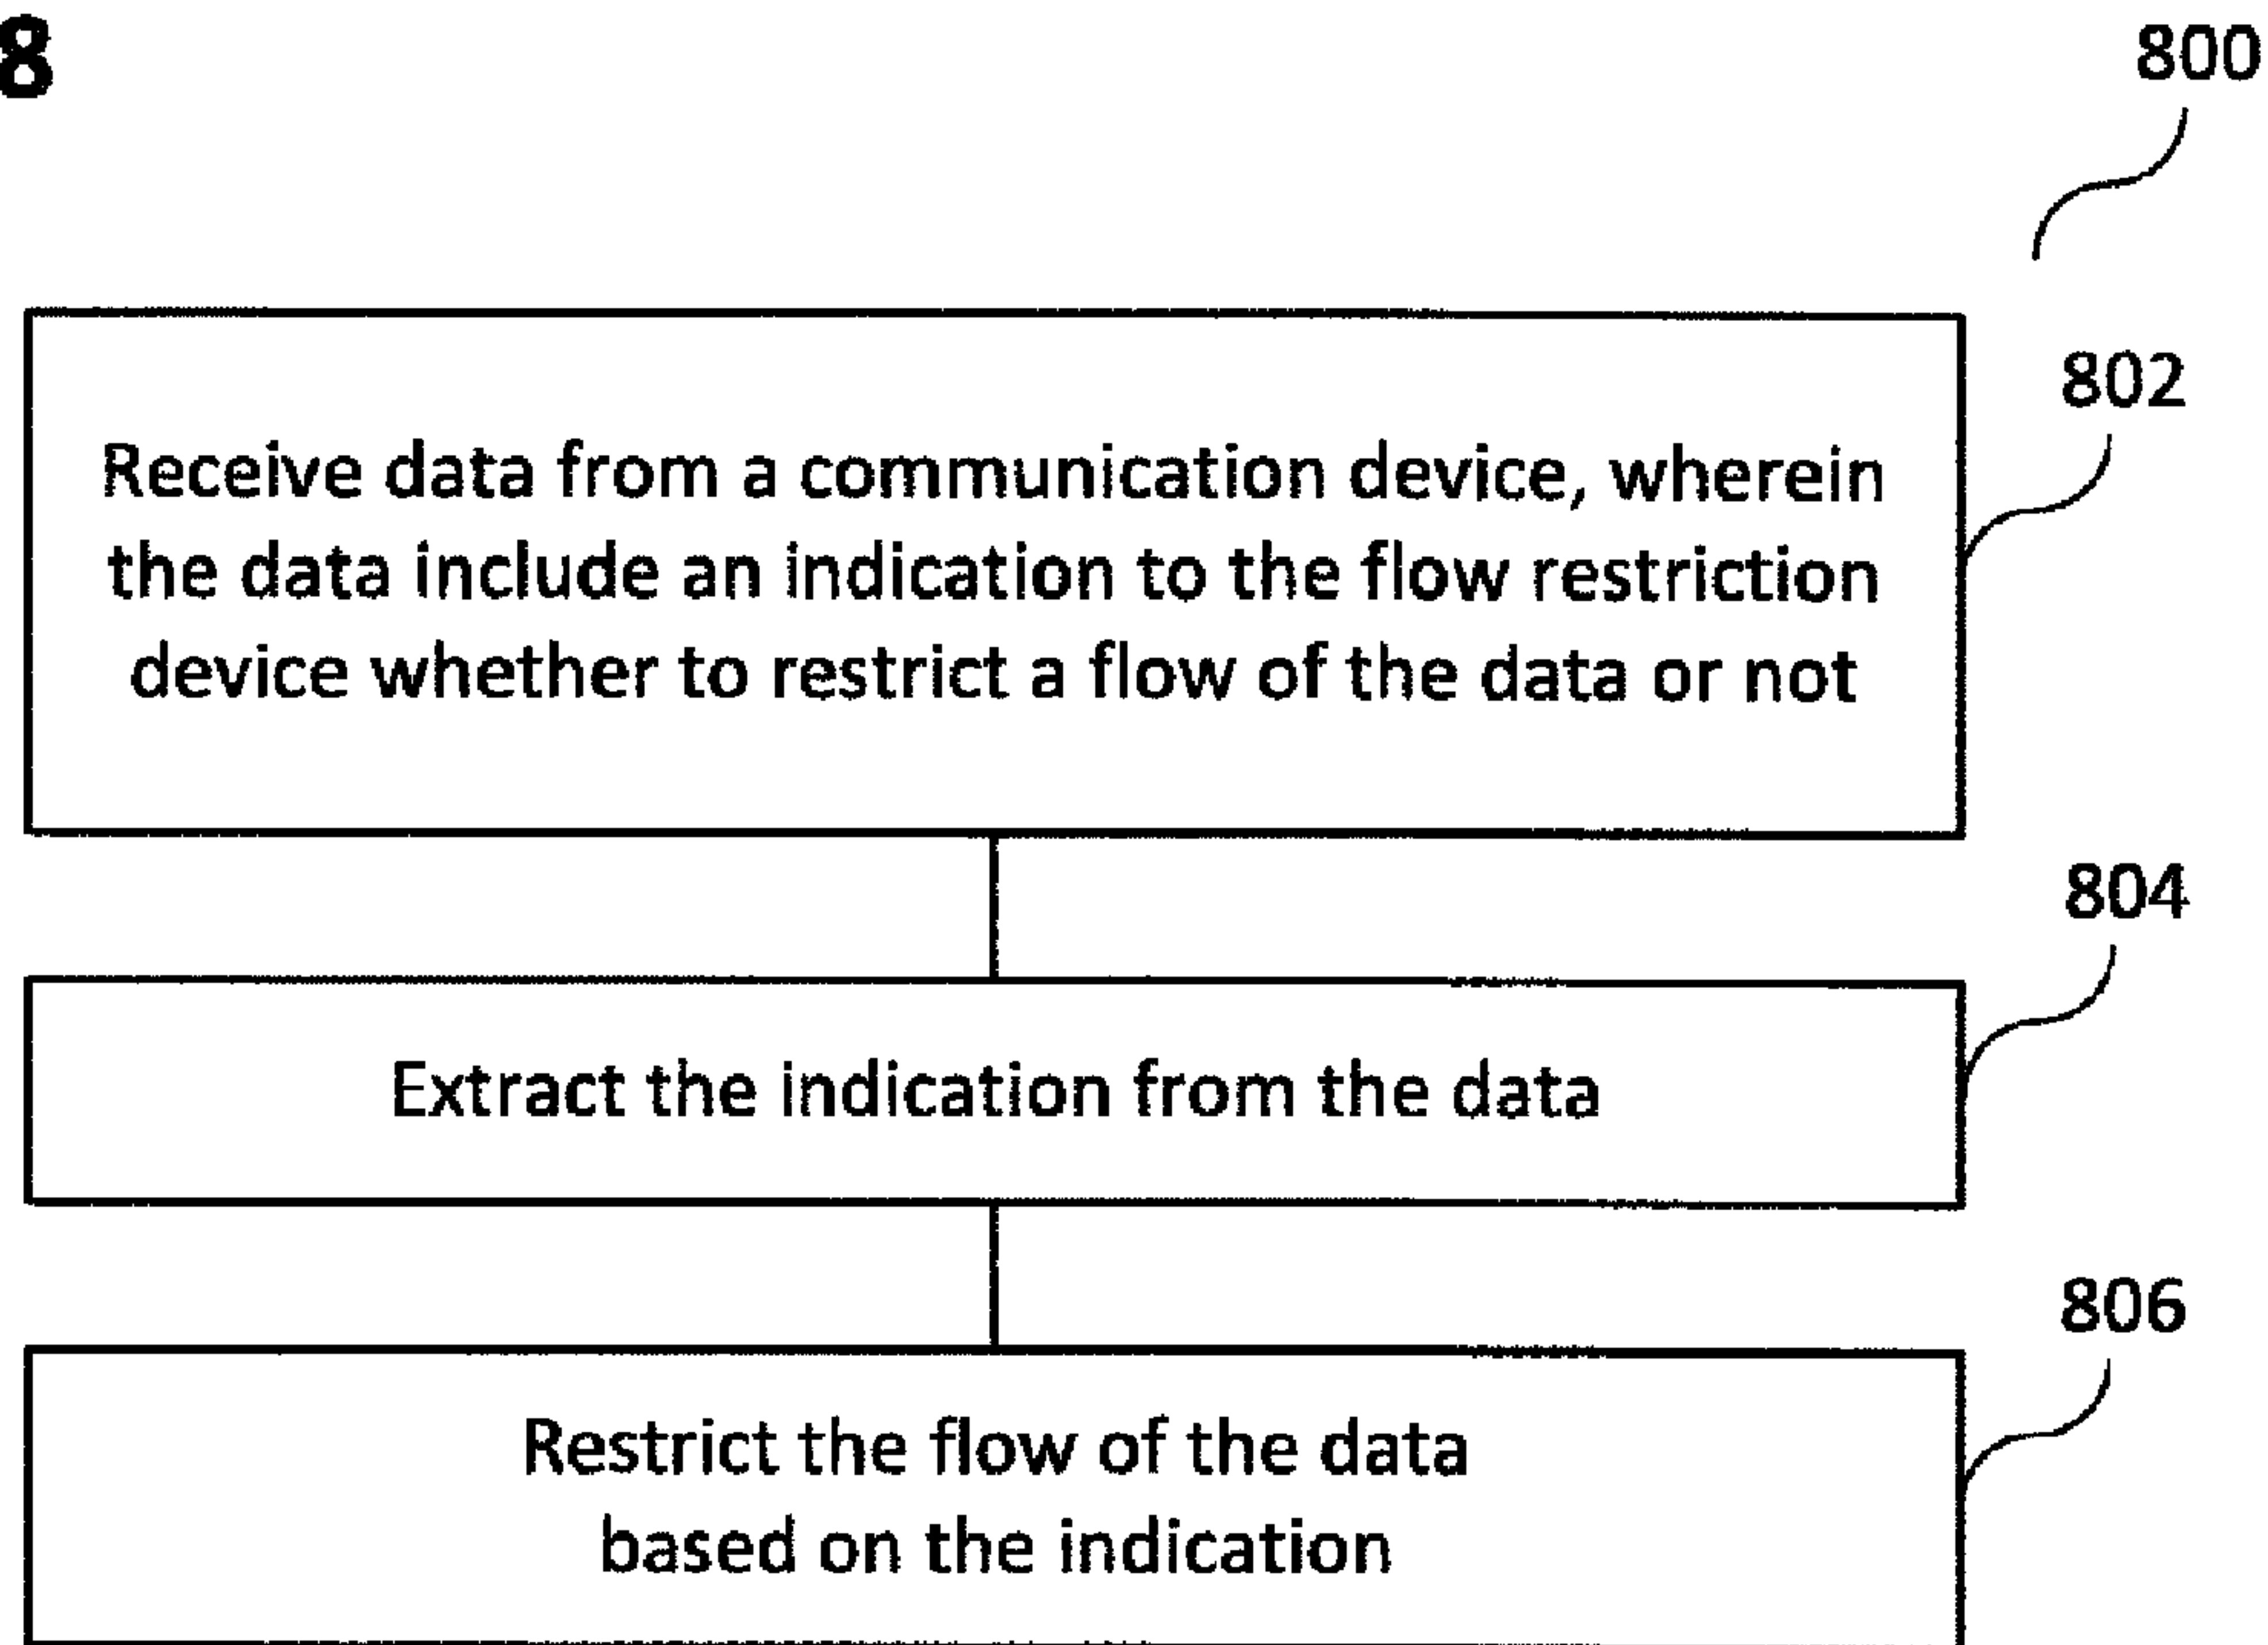 8
800
802
Receive data from a communication device, wherein
the data include an indication to the flow restriction
device whether to restrict a flow of the data or not
804
Extract the indication from the data
806
Restrict the flow of the data
based on the indication